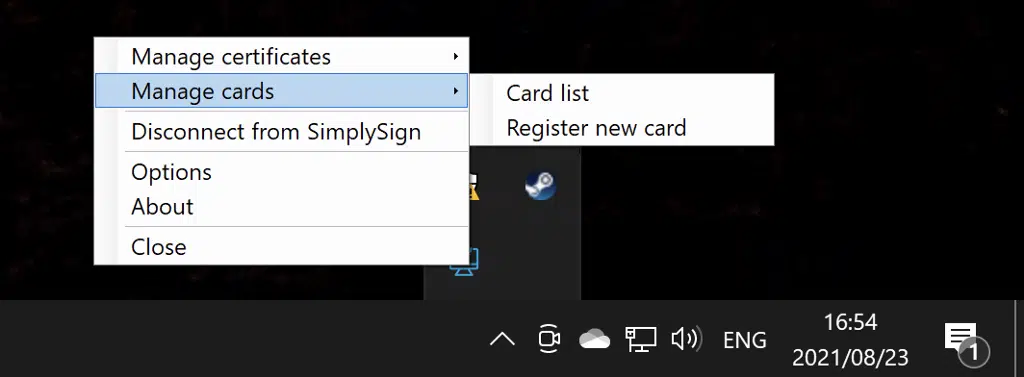 Manage certificates
Manage cards
Disconnect from SimplySign
Options
About
Close
Card list
Register new card
ENG
16:54
2021/08/23
1